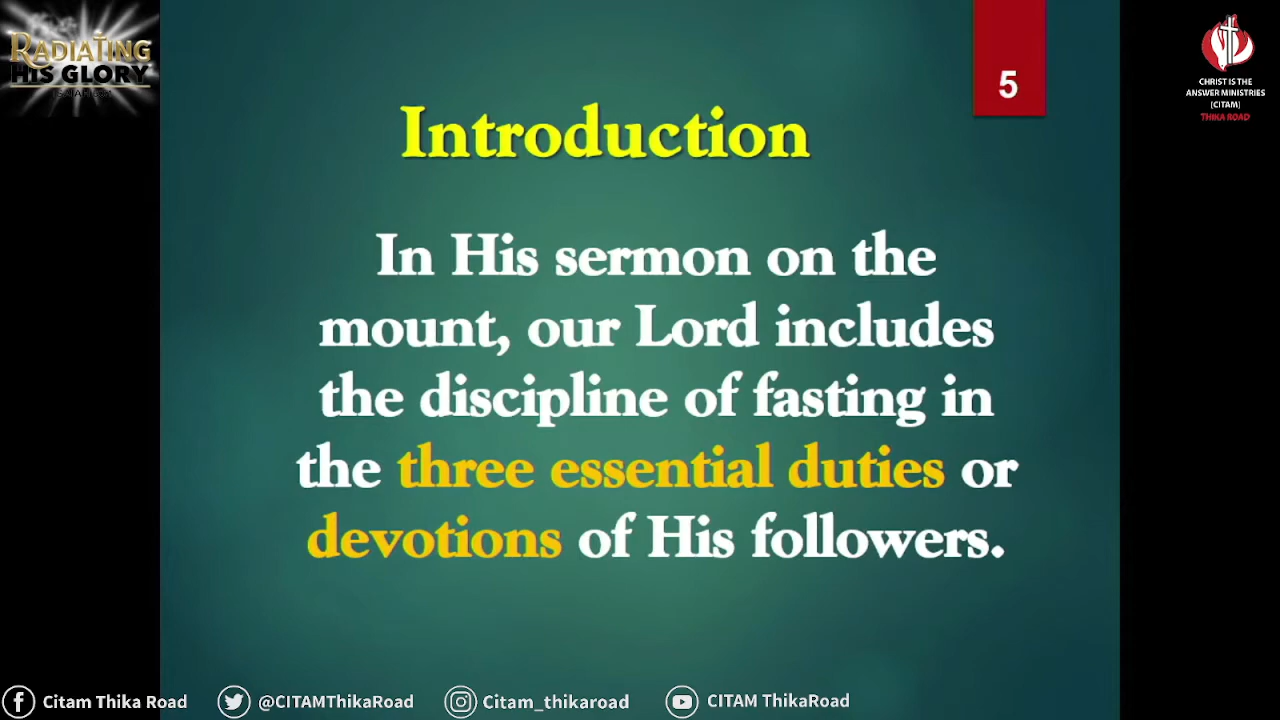 RADIATING
HIS GLORY
5
CHRIST IS THE
ANSWER MINISTRIES
(CITAM)
THIKA ROAD
Introduction
In His sermon on the
mount, our Lord includes
the discipline of fasting in
the three essential duties or
devotions of His followers.
Citam Thika Road
@CITAMThikaRoad
Citam_thikaroad
CITAM ThikaRoad